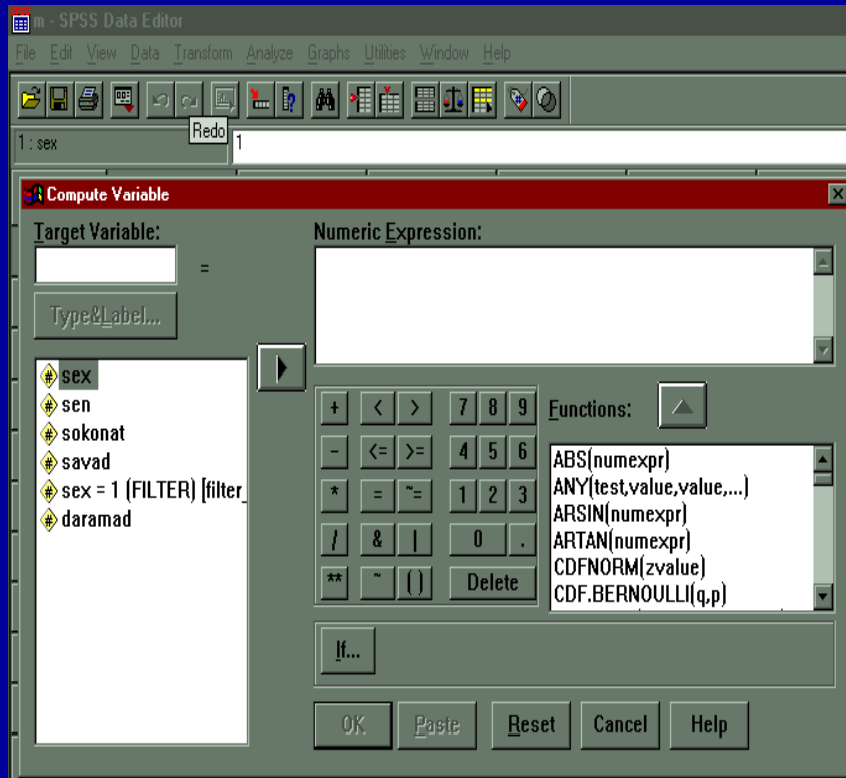 m - SPSS Data Editor
File Edit View Data Transform Analyze Graphs Utilities Window Help
Redo
1 : sex 1
Compute Variable
Target Variable:
=
Type&Label...
sex
sen
sokonat
savad
sex = 1 (FILTER) [filter_
daramad
Numeric Expression:
+ < > 7 8 9
- <= >= 4 5 6
* = ~= 1 2 3
/ & | 0 .
** ~ ( ) Delete
Functions:
ABS(numexpr)
ANY(test,value,value,...)
ARSIN(numexpr)
ARTAN(numexpr)
CDFNORM(zvalue)
CDF.BERNOULLI(q,p)
If...
OK Paste Reset Cancel Help